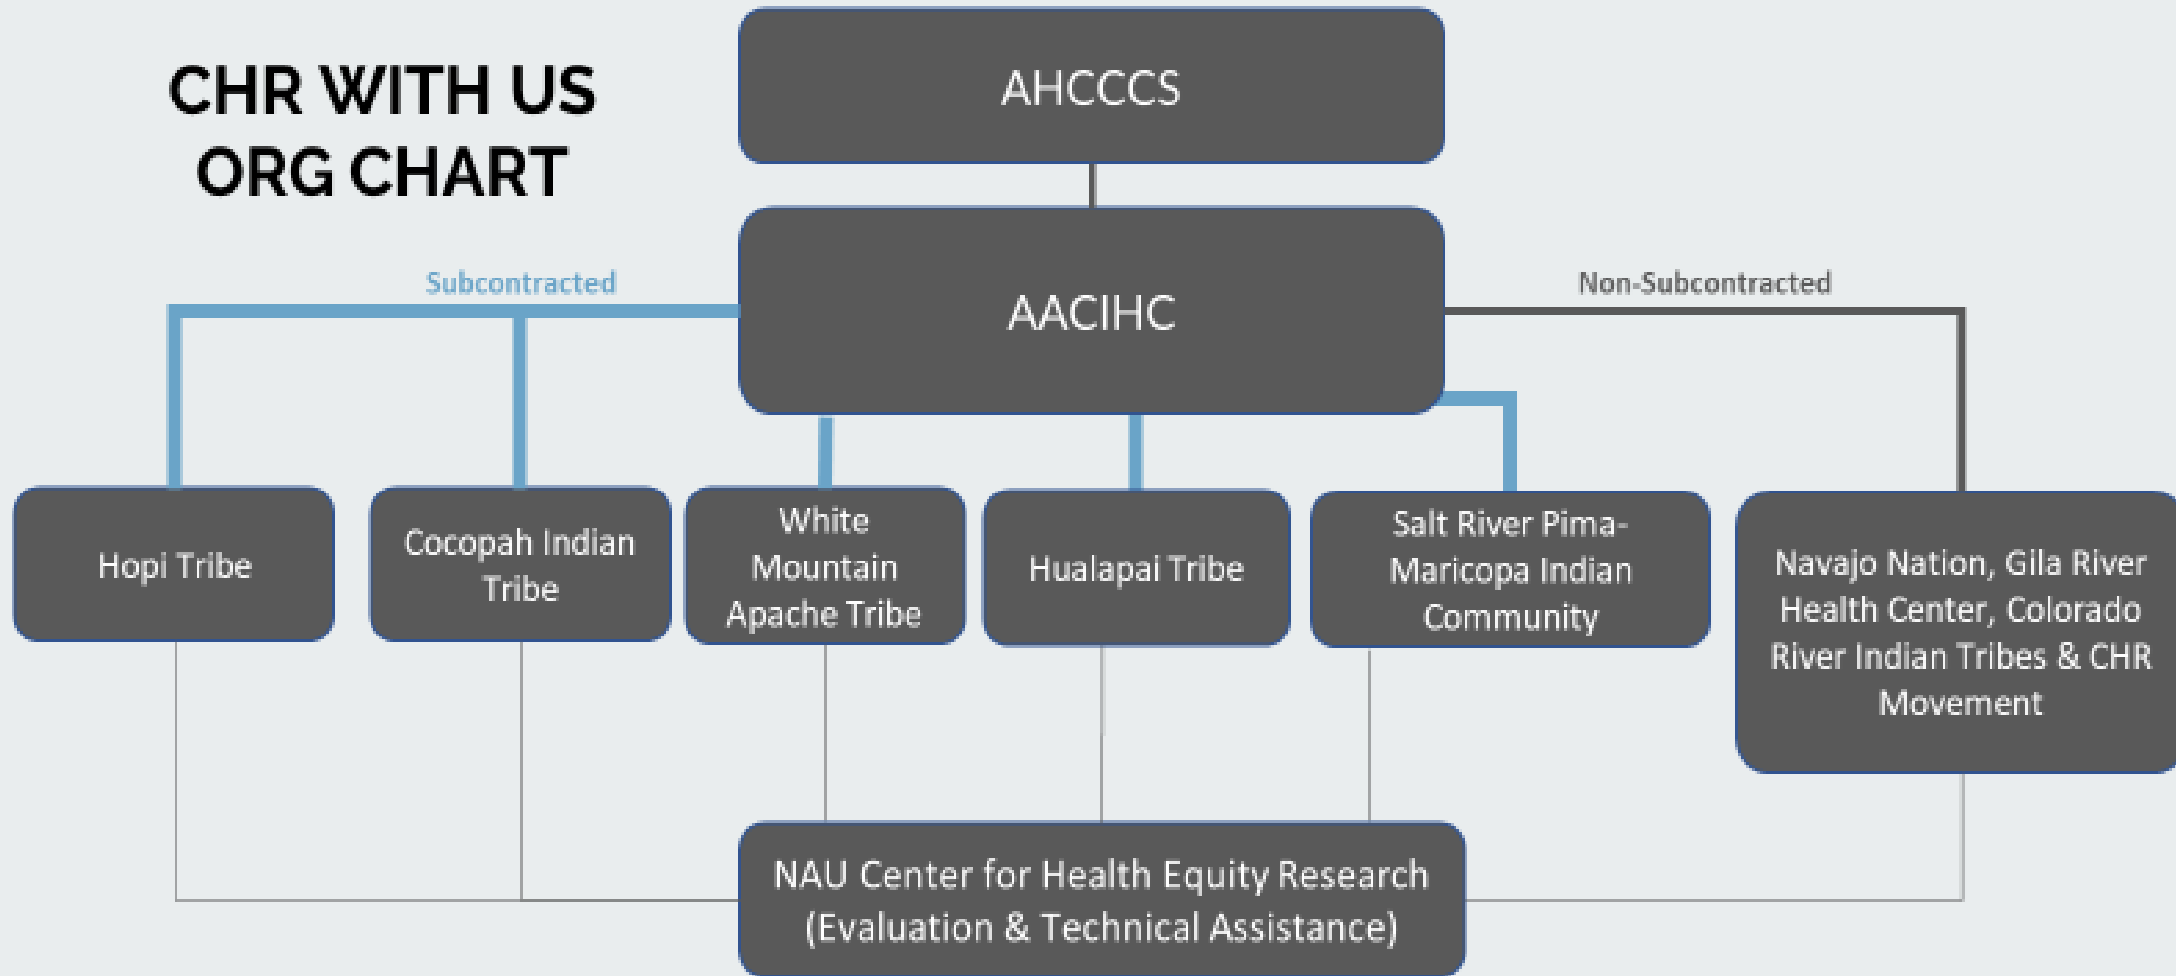 CHR WITH US
ORG CHART
AHCCCS
AACIHC
Subcontracted
Non-Subcontracted
Hopi Tribe
Cocopah Indian
Tribe
White
Mountain
Apache Tribe
Hualapai Tribe
Salt River Pima-
Maricopa Indian
Community
Navajo Nation, Gila River
Health Center, Colorado
River Indian Tribes & CHR
Movement
NAU Center for Health Equity Research
(Evaluation & Technical Assistance)